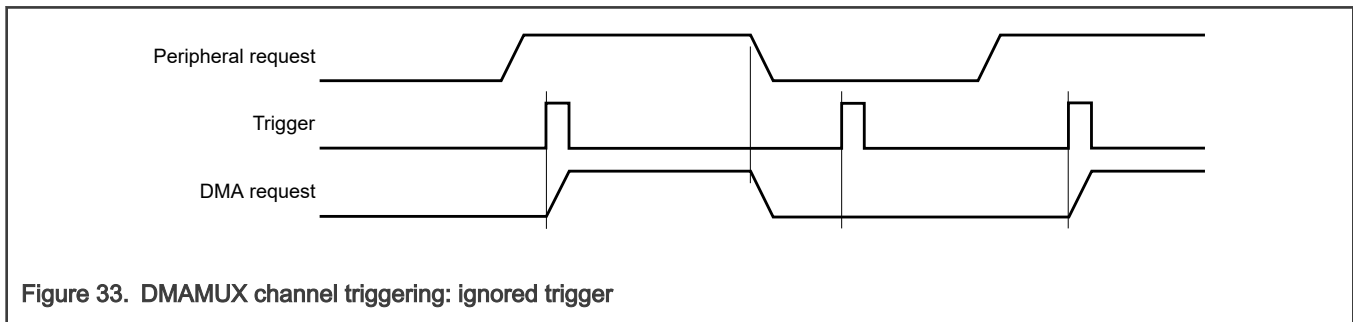 Peripheral request
Trigger
DMA request
Figure 33. DMAMUX channel triggering: ignored trigger